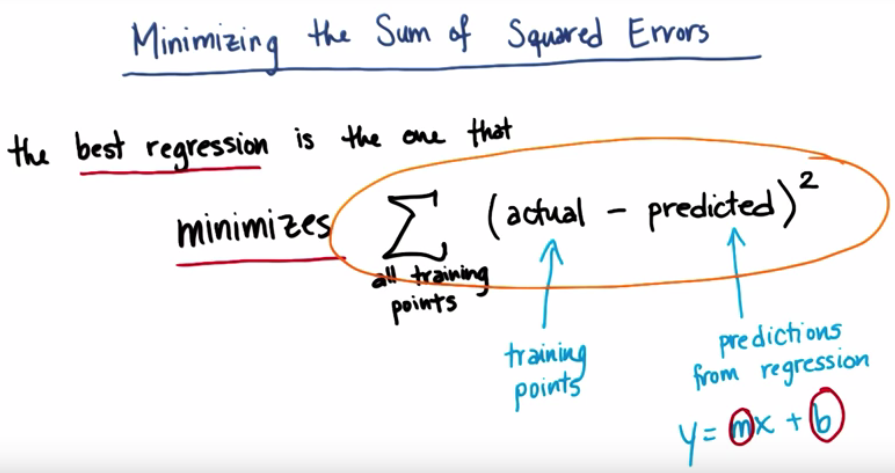 Minimizing the Sum of Squared Errors
the best regression is the one that
minimizes ∑ (actual - predicted)²
all training
points
training
points
predictions
from regression
y = mx + b